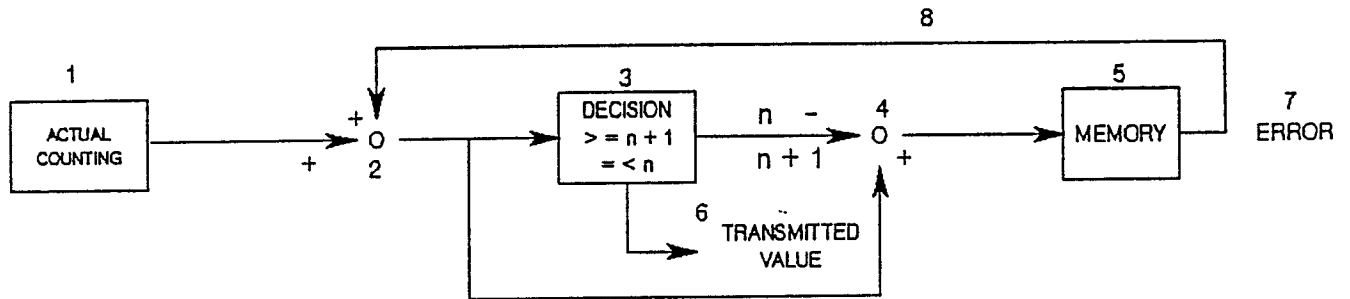 8
1
ACTUAL
COUNTING
+
+
2
3
DECISION
> = n + 1
= < n
n -
n + 1
4
+
5
MEMORY
7
ERROR
6
TRANSMITTED
VALUE